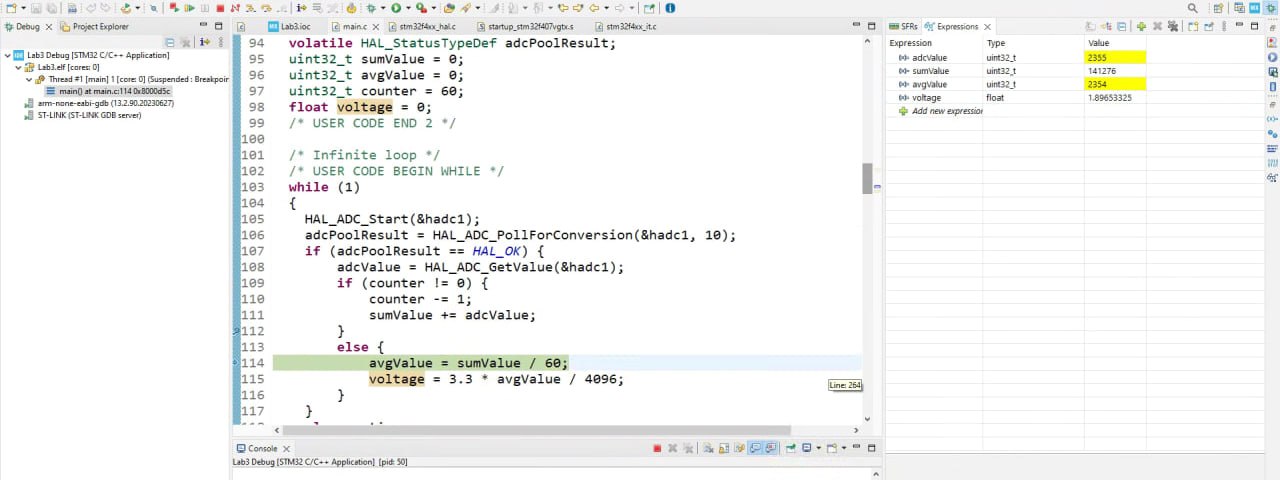 Debug
Project Explorer
Lab3 Debug [STM32 C/C++ Application]
Lab3.elf [cores: 0]
Thread #1 [main] 1 [core: 0] (Suspended : Breakpoin
main() at main.c:114 0x8000d5c
arm-none-eabi-gdb (13.2.90.20230627)
ST-LINK (ST-LINK GDB server)
Lab3.ioc
main.c
stm32f4xx_hal.c
startup_stm32f407vgtx.s
stm32f4xx_it.c
94 volatile HAL_StatusTypeDef adcPoolResult;
95 uint32_t sumValue = 0;
96 uint32_t avgValue = 0;
97 uint32_t counter = 60;
98 float voltage = 0;
99 /* USER CODE END 2 */
100
101 /* Infinite loop */
102 /* USER CODE BEGIN WHILE */
103 while (1)
104 {
105 HAL_ADC_Start(&hadc1);
106 adcPoolResult = HAL_ADC_PollForConversion(&hadc1, 10);
107 if (adcPoolResult == HAL_OK) {
108 adcValue = HAL_ADC_GetValue(&hadc1);
109 if (counter != 0) {
110 counter -= 1;
111 sumValue += adcValue;
112 }
113 else {
114 avgValue = sumValue / 60;
115 voltage = 3.3 * avgValue / 4096;
116 }
117 }
Line: 264
Console
Lab3 Debug [STM32 C/C++ Application] [pid: 50]
SFRs
Expressions
Expression Type Value
adcValue uint32_t 2355
sumValue uint32_t 141276
avgValue uint32_t 2354
voltage float 1.89653325
Add new expression